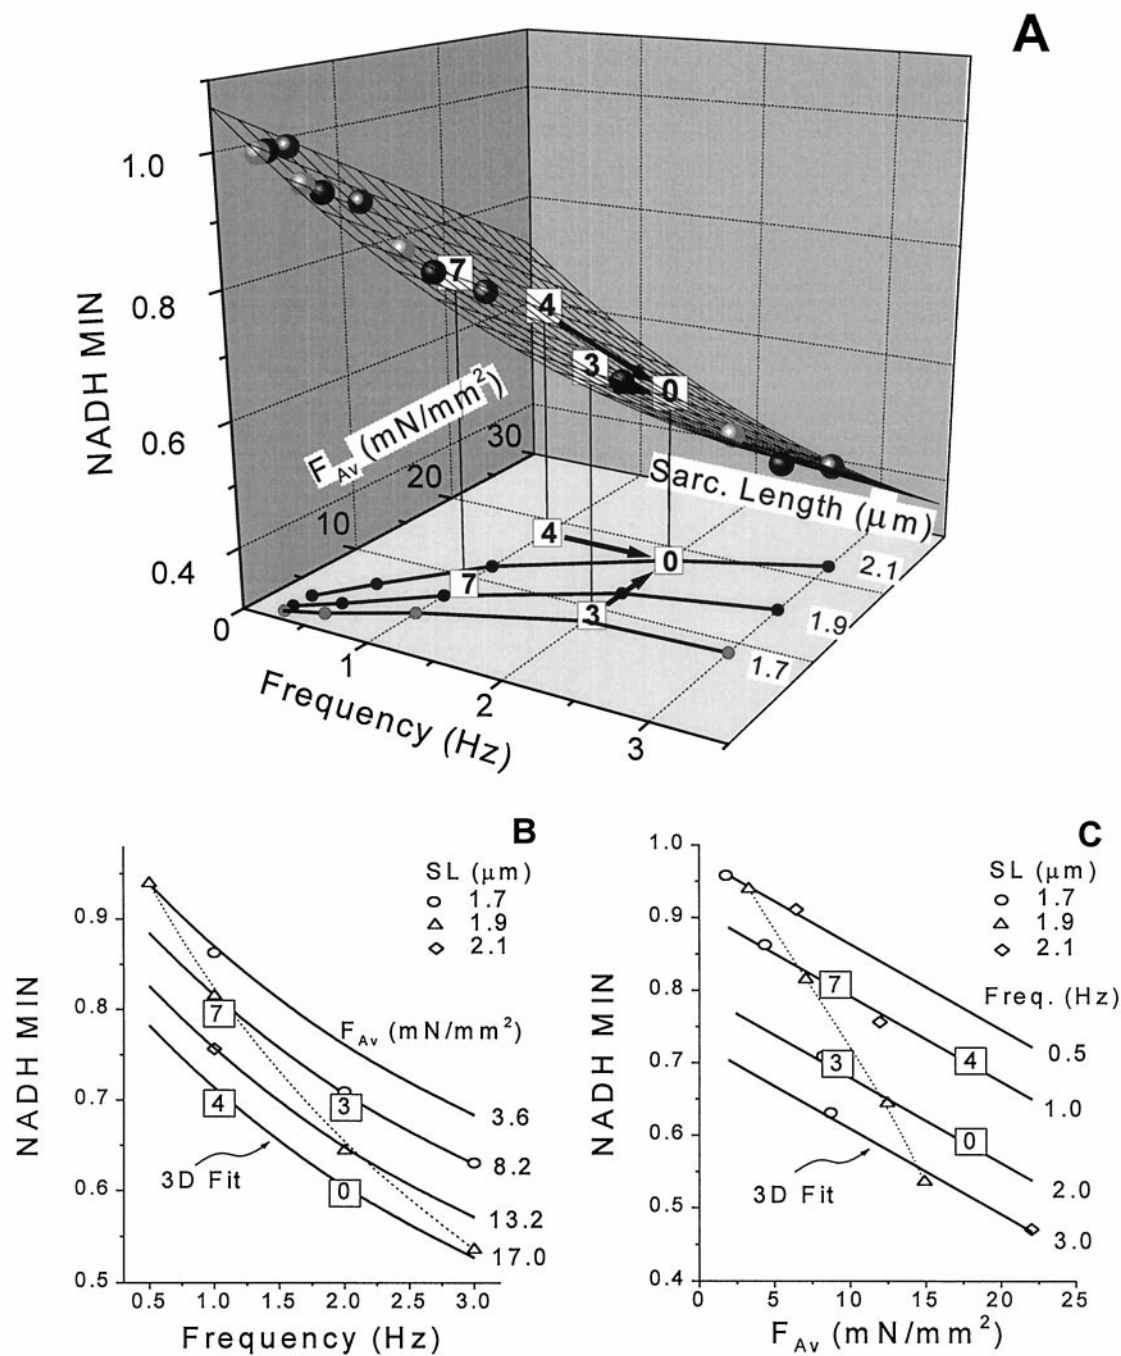 A
1.0
0.8
0.6
0.4
NADH MIN
7
4
3
0
F_Av (mN/mm²)
30
20
10
Sarc. Length (μm)
4
0
7
3
2.1
1.9
1.7
0
1
2
3
Frequency (Hz)
B
SL (μm)
1.7
1.9
2.1
0.9
0.8
0.7
0.6
0.5
NADH MIN
7
4
3
0
F_Av (mN/mm²)
3.6
8.2
13.2
17.0
3D Fit
0.5 1.0 1.5 2.0 2.5 3.0
Frequency (Hz)
C
SL (μm)
1.7
1.9
2.1
Freq. (Hz)
1.0
0.9
0.8
0.7
0.6
0.5
0.4
NADH MIN
7
3
4
0
0.5
1.0
2.0
3.0
3D Fit
0 5 10 15 20 25
F_Av (mN/mm²)